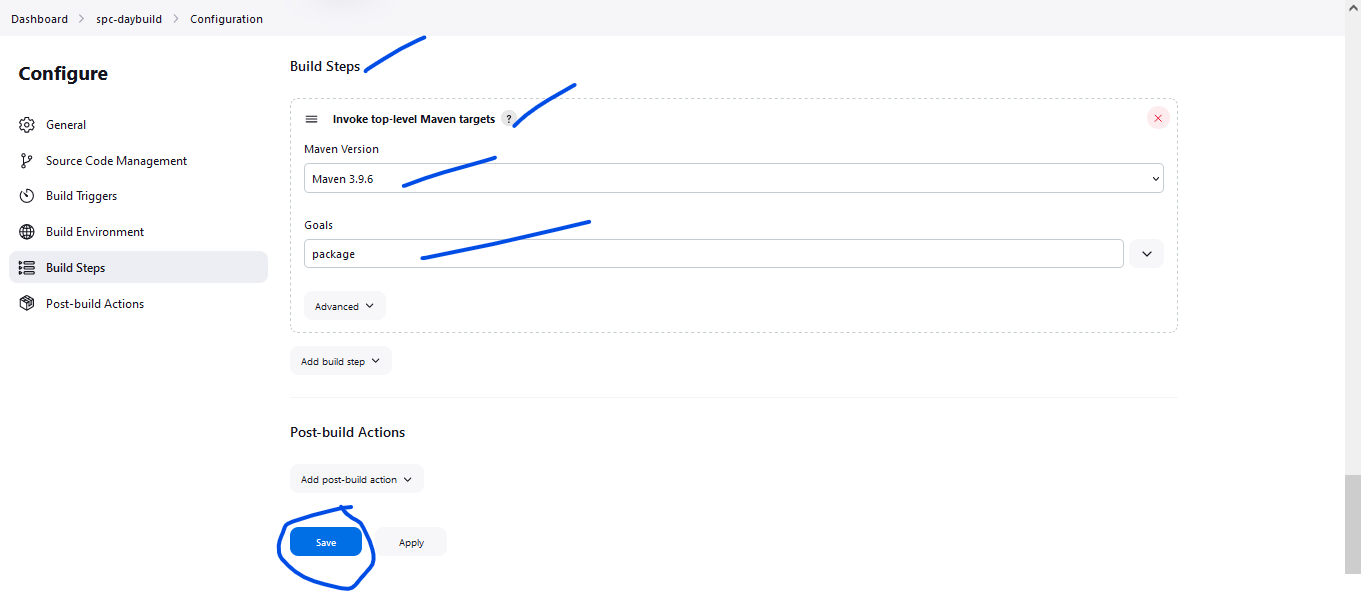 Dashboard > spc-daybuild > Configuration
Configure
General
Source Code Management
Build Triggers
Build Environment
Build Steps
Post-build Actions
Build Steps
Invoke top-level Maven targets ?
Maven Version
Maven 3.9.6
Goals
package
Advanced
Add build step
Post-build Actions
Add post-build action
Save
Apply